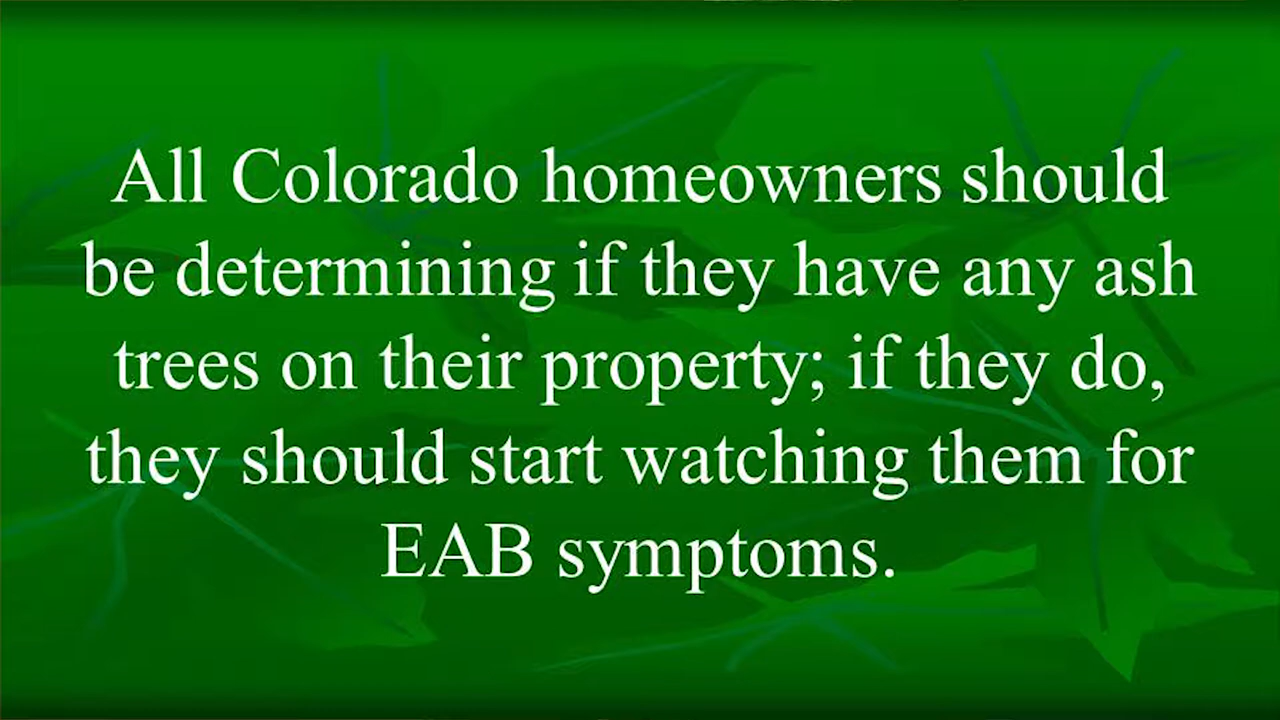 All Colorado homeowners should
be determining if they have any ash
trees on their property; if they do,
they should start watching them for
EAB symptoms.